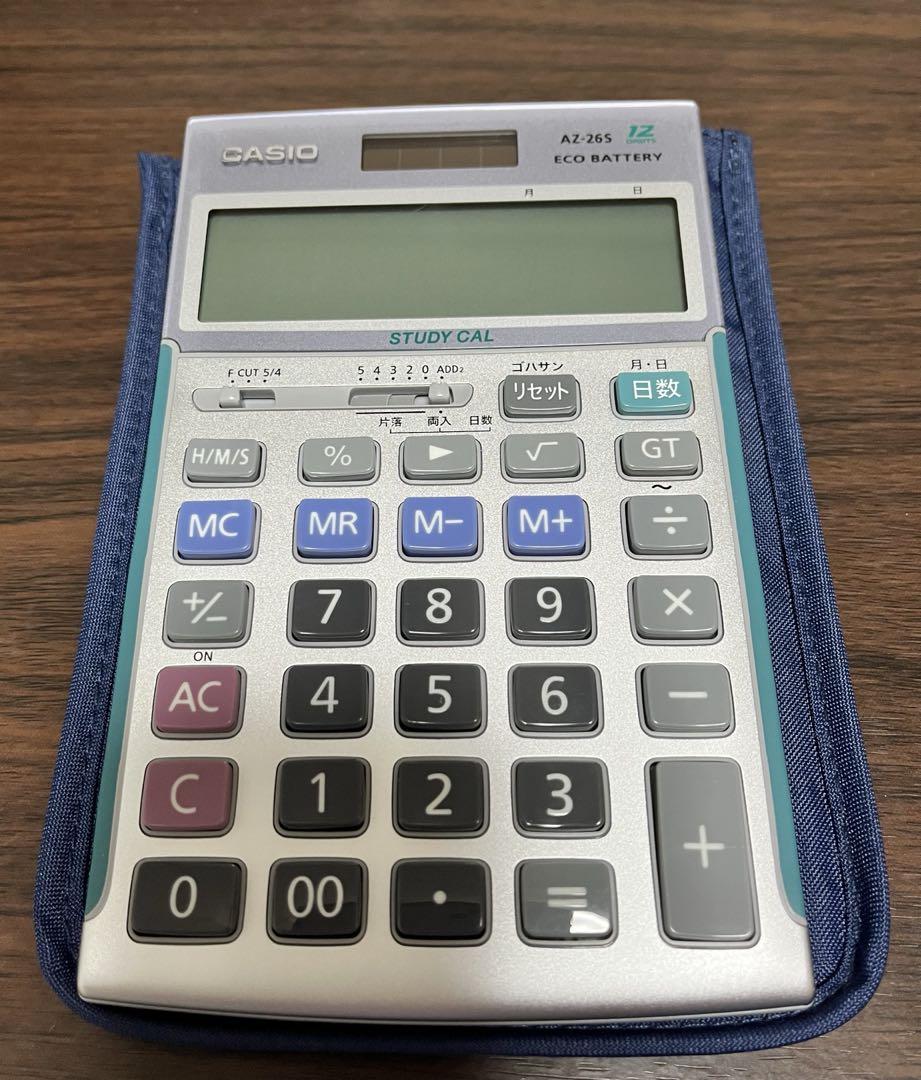 CASIO
AZ-26S 12 DIGITS
ECO BATTERY
月 日
STUDY CAL
F CUT 5/4
5 4 3 2 0 ADD2
ゴハサン
月・日
リセット
日数
片落 両入 日数
H/M/S % ▶ √ GT
~
MC MR M− M+ ÷
+/− 7 8 9 ×
ON
AC 4 5 6 −
C 1 2 3
+
0 00 · =